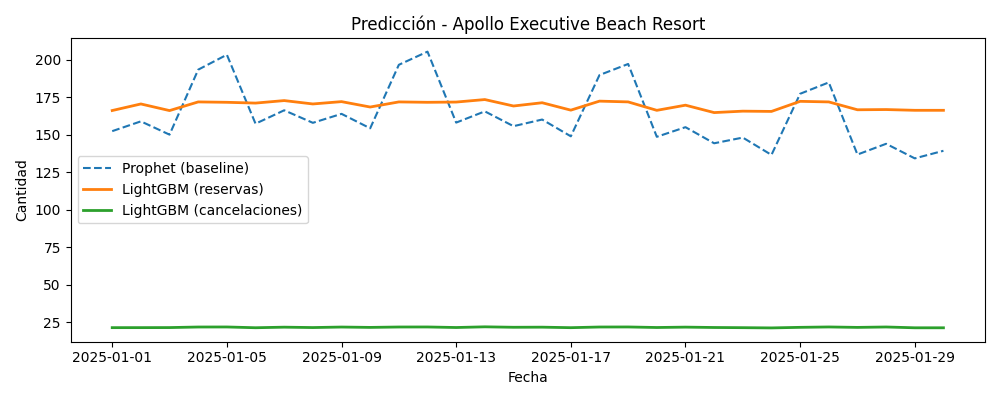 Predicción - Apollo Executive Beach Resort
Cantidad
200
175
150
125
100
75
50
25
Prophet (baseline)
LightGBM (reservas)
LightGBM (cancelaciones)
2025-01-01 2025-01-05 2025-01-09 2025-01-13 2025-01-17 2025-01-21 2025-01-25 2025-01-29
Fecha